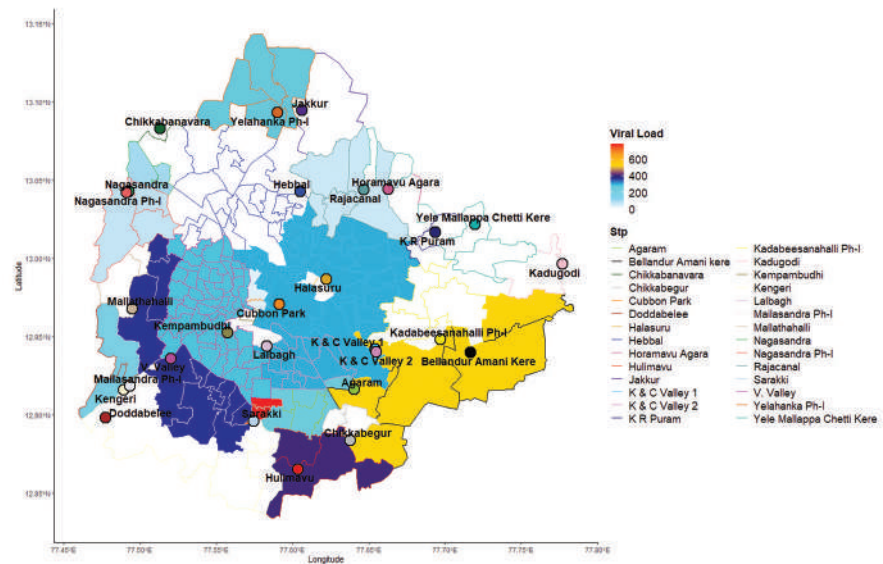 13.15°N
13.10°N
13.05°N
13.00°N
12.95°N
12.90°N
12.85°N
Latitude
77.45°E
77.50°E
77.55°E
77.60°E
77.65°E
77.70°E
77.75°E
77.80°E
Longitude
Jakkur
Yelahanka Ph-I
Chikkabanavara
Nagasandra
Nagasandra Ph-I
Hebbal
Horamavu Agara
Rajacanal
Yele Mallappa Chetti Kere
K R Puram
Kadugodi
Halasuru
Mallathahalli
Cubbon Park
Kempambudhi
K & C Valley 1
Kadabeesanahalli Ph-I
Lalbagh
K & C Valley 2
Bellandur Amani Kere
V. Valley
Mailasandra Ph-I
Agaram
Kengeri
Doddabelee
Sarakki
Chikkabegur
Hulimavu
Viral Load
600
400
200
0
Stp
Agaram
Bellandur Amani kere
Chikkabanavara
Chikkabegur
Cubbon Park
Doddabelee
Halasuru
Hebbal
Horamavu Agara
Hulimavu
Jakkur
K & C Valley 1
K & C Valley 2
K R Puram
Kadabeesanahalli Ph-I
Kadugodi
Kempambudhi
Kengeri
Lalbagh
Mailasandra Ph-I
Mallathahalli
Nagasandra
Nagasandra Ph-I
Rajacanal
Sarakki
V. Valley
Yelahanka Ph-I
Yele Mallappa Chetti Kere